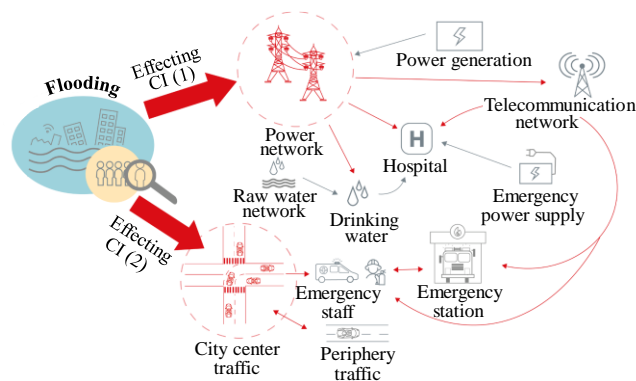 Flooding
Effecting
CI (1)
Power generation
Telecommunication
network
Power
network
H
Hospital
Raw water
network
Drinking
water
Emergency
power supply
Effecting
CI (2)
City center
traffic
Emergency
staff
Emergency
station
Periphery
traffic